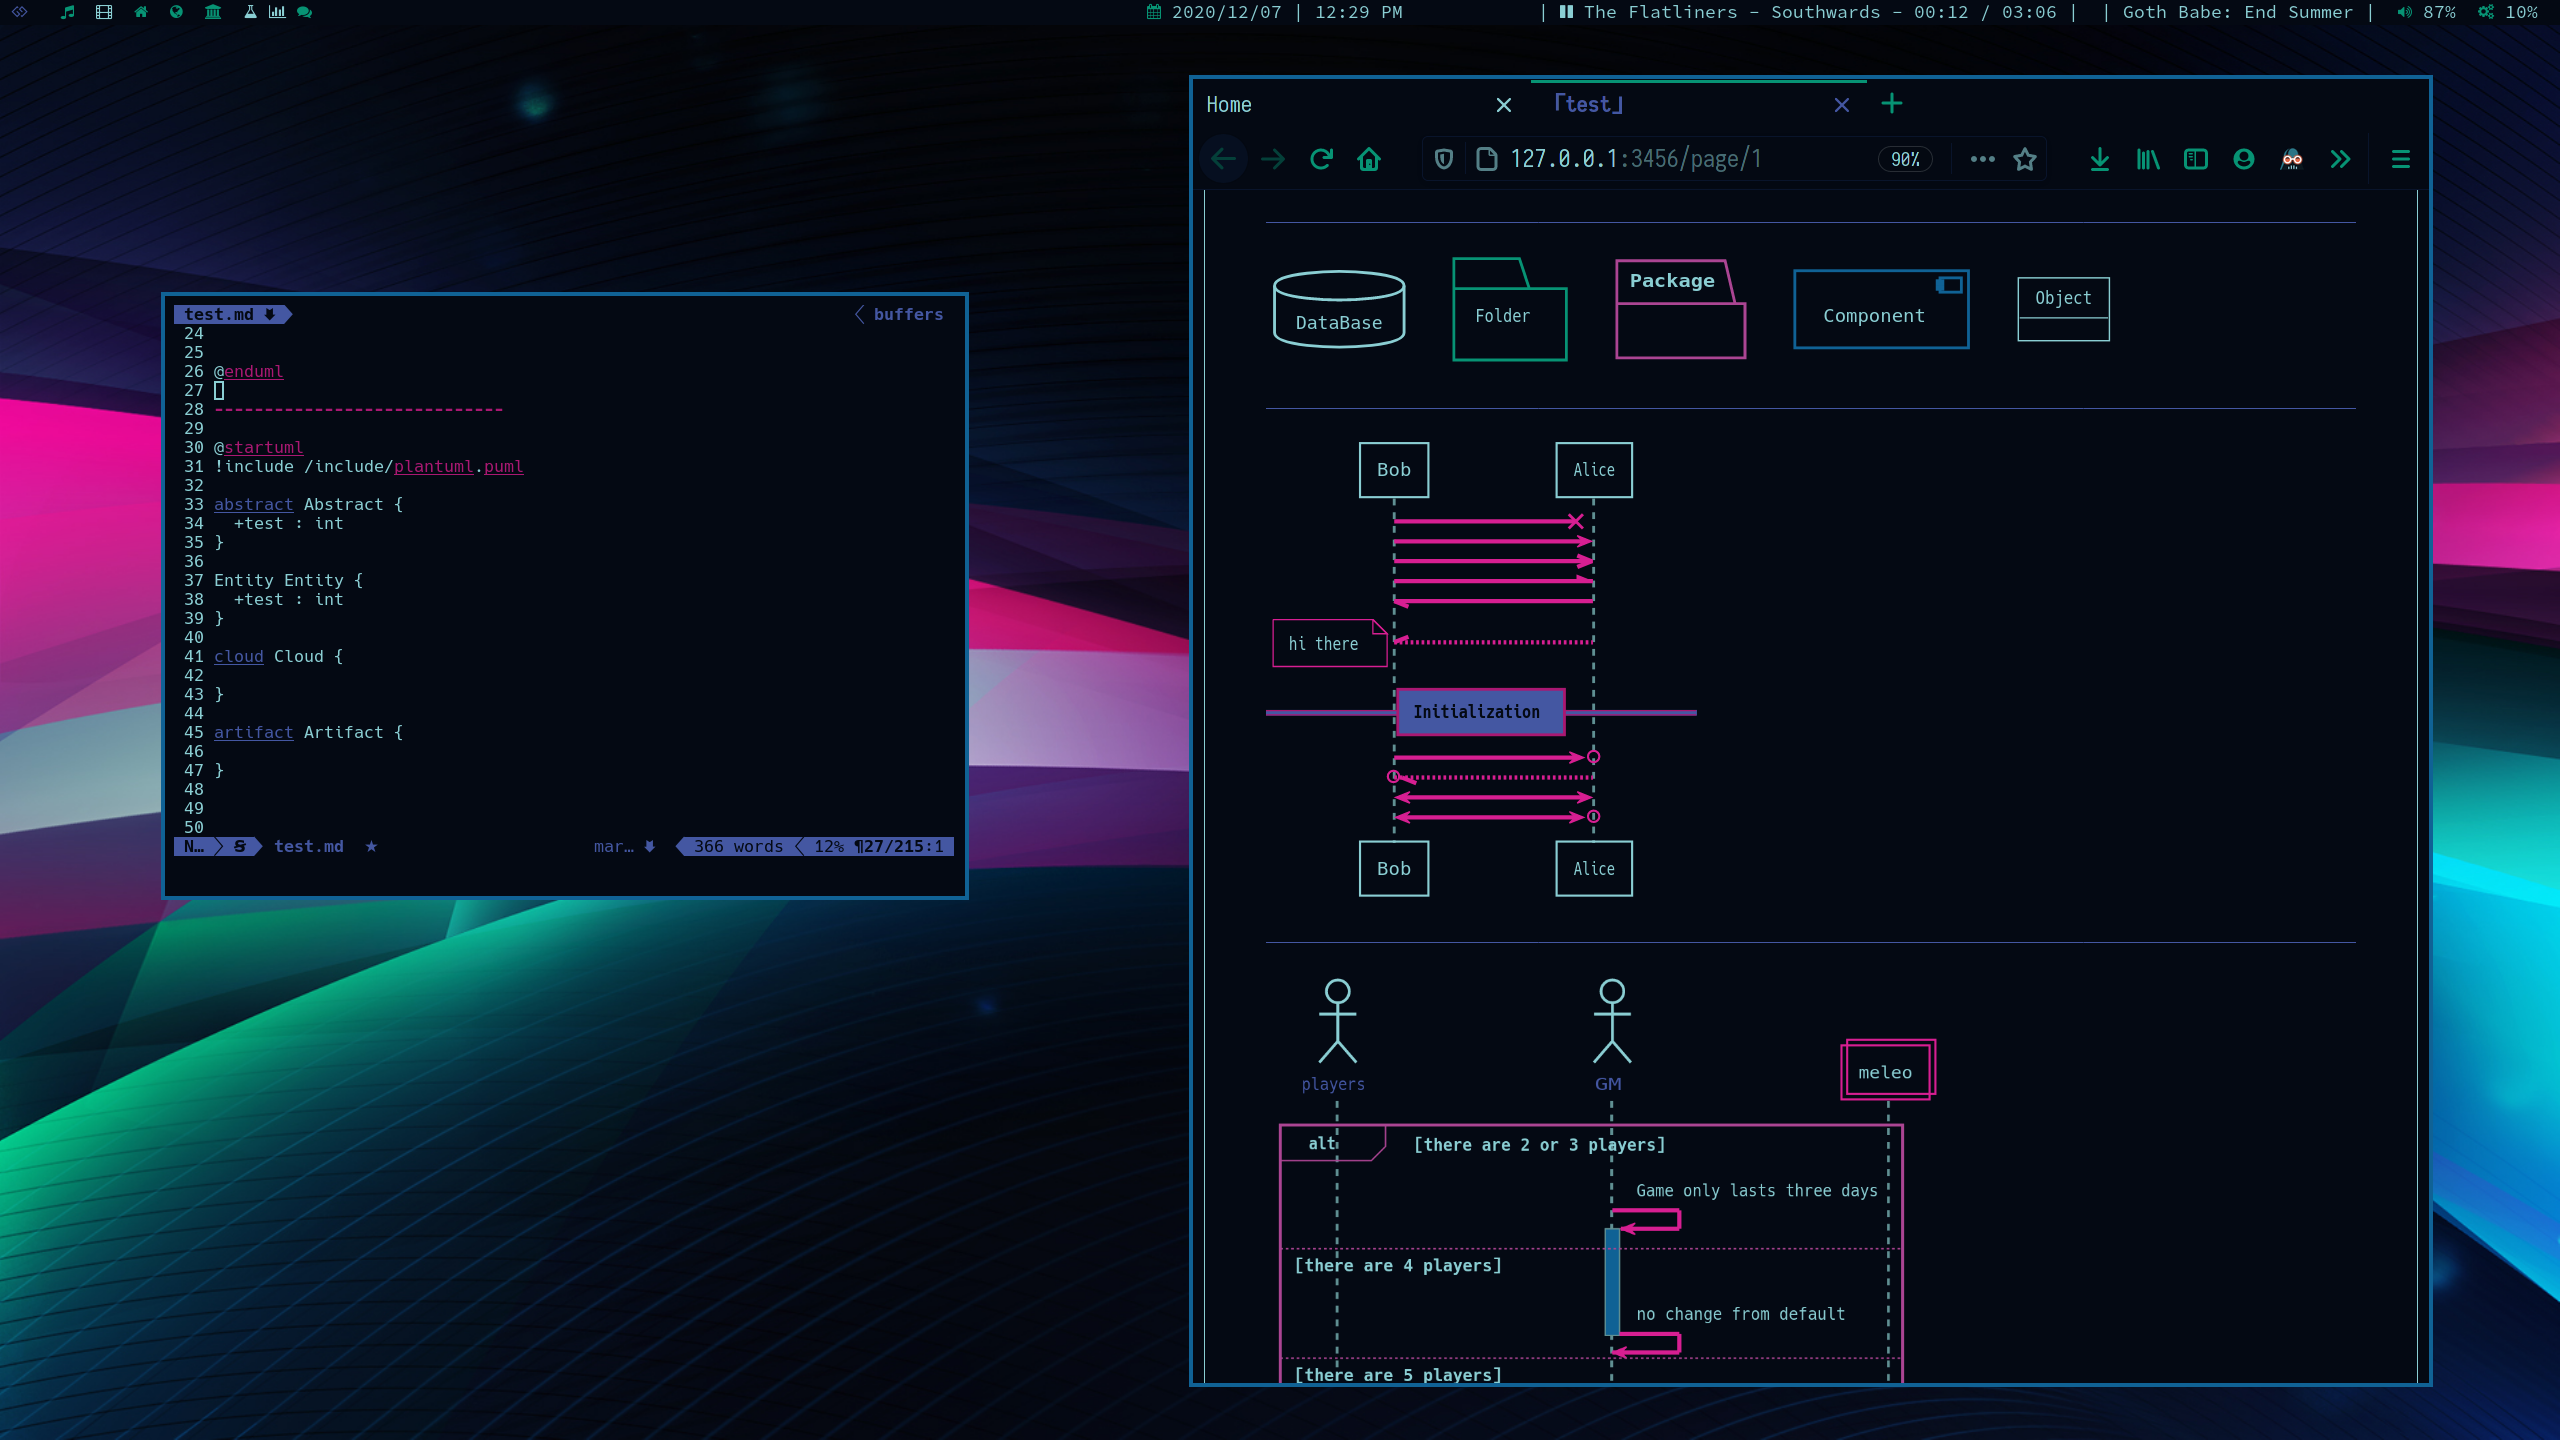 2020/12/07 | 12:29 PM
| The Flatliners - Southwards - 00:12 / 03:06 | | Goth Babe: End Summer | 87% 10%
test.md buffers
24
25
26 @enduml
27
28 -----------------------------
29
30 @startuml
31 !include /include/plantuml.puml
32
33 abstract Abstract {
34   +test : int
35 }
36
37 Entity Entity {
38   +test : int
39 }
40
41 cloud Cloud {
42
43 }
44
45 artifact Artifact {
46
47 }
48
49
50
N… S test.md ★ mar… 366 words 12% ¶27/215:1
Home 「test」
127.0.0.1:3456/page/1 90%
DataBase
Folder
Package
Component
Object
Bob Alice
hi there
Initialization
Bob Alice
players GM meleo
alt [there are 2 or 3 players]
Game only lasts three days
[there are 4 players]
no change from default
[there are 5 players]